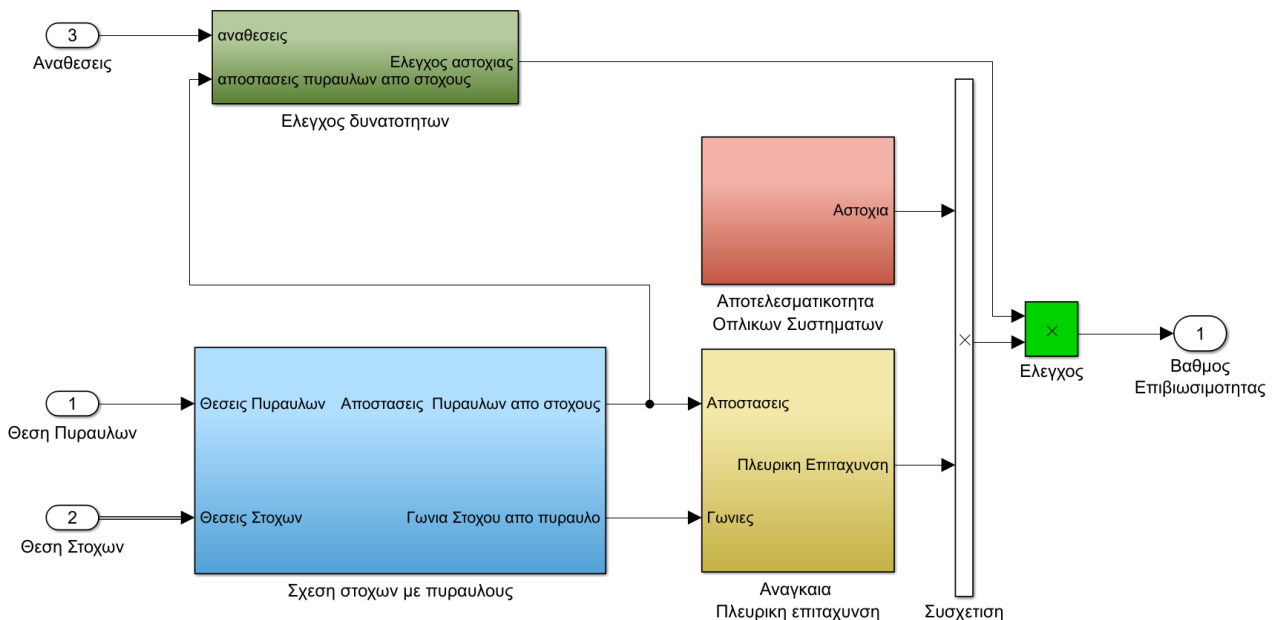 3
Αναθεσεις
αναθεσεις
Ελεγχος αστοχιας
αποστασεις πυραυλων απο στοχους
Ελεγχος δυνατοτητων
Αστοχια
Αποτελεσματικοτητα
Οπλικων Συστηματων
1
Θεση Πυραυλων
2
Θεση Στοχων
Θεσεις Πυραυλων
Αποστασεις Πυραυλων απο στοχους
Θεσεις Στοχων
Γωνια Στοχου απο πυραυλο
Σχεση στοχων με πυραυλους
Αποστασεις
Πλευρικη Επιταχυνση
Γωνιες
Αναγκαια
Πλευρικη επιταχυνση
×
Συσχετιση
×
Ελεγχος
1
Βαθμος
Επιβιωσιμοτητας